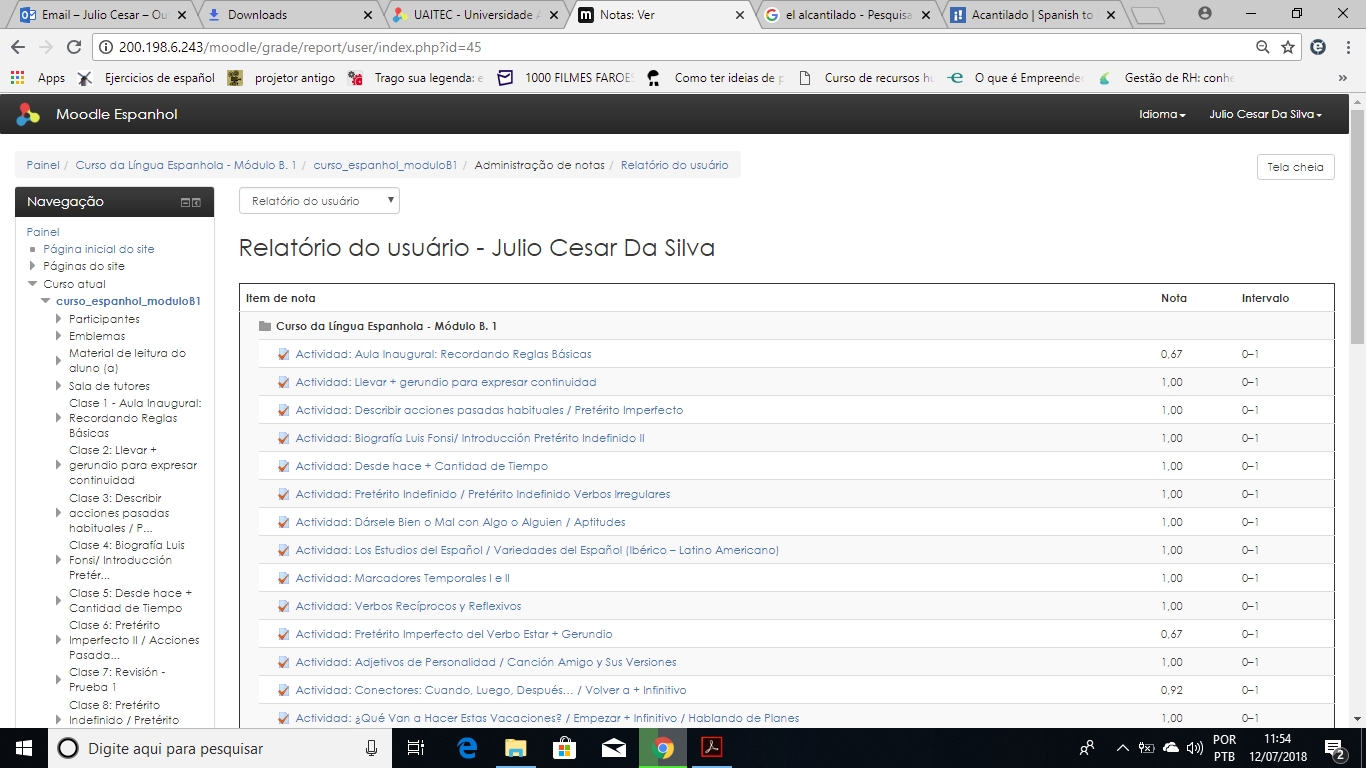 Email – Julio Cesar – Ou
Downloads
UAITEC - Universidade A
Notas: Ver
el alcantilado - Pesquisa
Acantilado | Spanish to
200.198.6.243/moodle/grade/report/user/index.php?id=45
Apps
Ejercicios de español
projetor antigo
Trago sua legenda: e
1000 FILMES FAROES
Como ter ideias de p
Curso de recursos hu
O que é Empreende
Gestão de RH: conhe
Moodle Espanhol
Idioma
Julio Cesar Da Silva
Painel / Curso da Língua Espanhola - Módulo B. 1 / curso_espanhol_moduloB1 / Administração de notas / Relatório do usuário
Tela cheia
Navegação
Painel
Página inicial do site
Páginas do site
Curso atual
curso_espanhol_moduloB1
Participantes
Emblemas
Material de leitura do
aluno (a)
Sala de tutores
Clase 1 - Aula Inaugural:
Recordando Reglas
Básicas
Clase 2: Llevar +
gerundio para expresar
continuidad
Clase 3: Describir
acciones pasadas
habituales / P...
Clase 4: Biografía Luis
Fonsi/ Introducción
Pretér...
Clase 5: Desde hace +
Cantidad de Tiempo
Clase 6: Pretérito
Imperfecto II / Acciones
Pasada...
Clase 7: Revisión -
Prueba 1
Clase 8: Pretérito
Indefinido / Pretérito
Relatório do usuário
Relatório do usuário - Julio Cesar Da Silva
Item de nota Nota Intervalo
Curso da Língua Espanhola - Módulo B. 1
Actividad: Aula Inaugural: Recordando Reglas Básicas 0,67 0–1
Actividad: Llevar + gerundio para expresar continuidad 1,00 0–1
Actividad: Describir acciones pasadas habituales / Pretérito Imperfecto 1,00 0–1
Actividad: Biografía Luis Fonsi/ Introducción Pretérito Indefinido II 1,00 0–1
Actividad: Desde hace + Cantidad de Tiempo 1,00 0–1
Actividad: Pretérito Indefinido / Pretérito Indefinido Verbos Irregulares 1,00 0–1
Actividad: Dársele Bien o Mal con Algo o Alguien / Aptitudes 1,00 0–1
Actividad: Los Estudios del Español / Variedades del Español (Ibérico – Latino Americano) 1,00 0–1
Actividad: Marcadores Temporales I e II 1,00 0–1
Actividad: Verbos Recíprocos y Reflexivos 1,00 0–1
Actividad: Pretérito Imperfecto del Verbo Estar + Gerundio 0,67 0–1
Actividad: Adjetivos de Personalidad / Canción Amigo y Sus Versiones 1,00 0–1
Actividad: Conectores: Cuando, Luego, Después... / Volver a + Infinitivo 0,92 0–1
Actividad: ¿Qué Van a Hacer Estas Vacaciones? / Empezar + Infinitivo / Hablando de Planes 1,00 0–1
Digite aqui para pesquisar
POR
PTB
11:54
12/07/2018
2